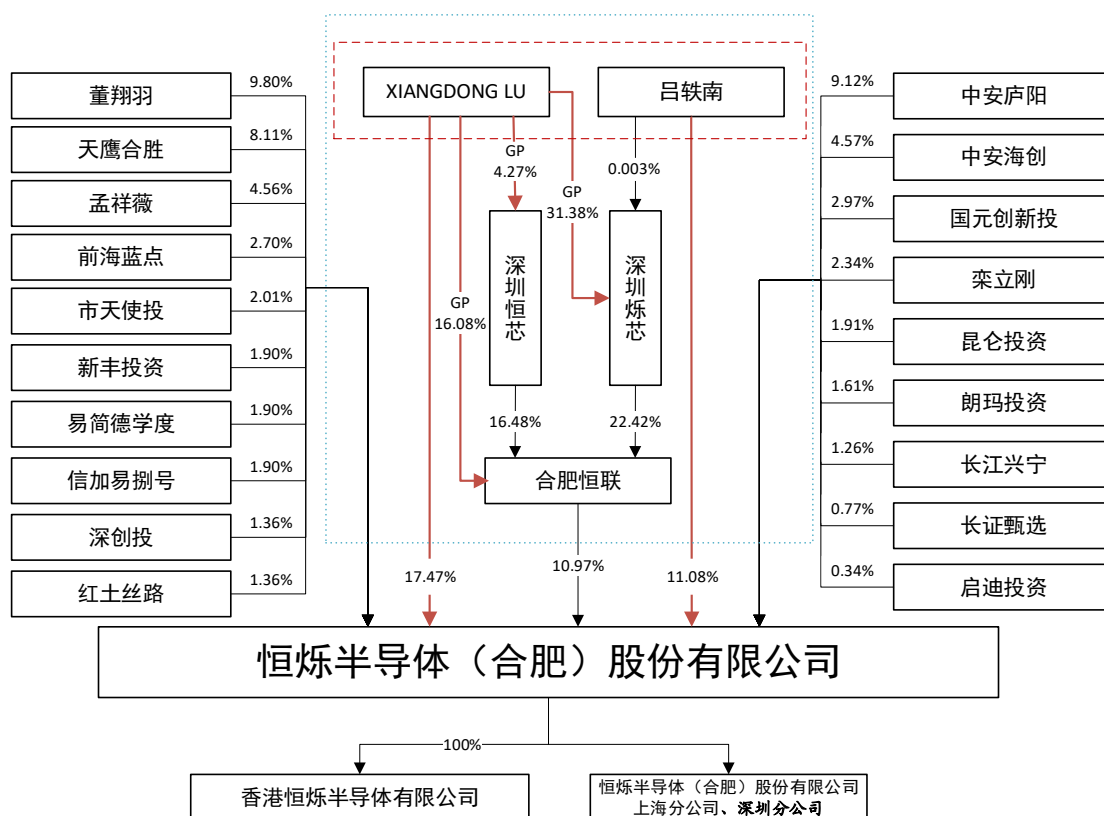 XIANGDONG LU
吕轶南
董翔羽
9.80%
天鹰合胜
8.11%
孟祥薇
4.56%
前海蓝点
2.70%
市天使投
2.01%
新丰投资
1.90%
易简德学度
1.90%
信加易捌号
1.90%
深创投
1.36%
红土丝路
1.36%
GP
4.27%
0.003%
GP
31.38%
GP
16.08%
深圳恒芯
深圳烁芯
16.48%
22.42%
合肥恒联
17.47%
10.97%
11.08%
9.12%
中安庐阳
4.57%
中安海创
2.97%
国元创新投
2.34%
栾立刚
1.91%
昆仑投资
1.61%
朗玛投资
1.26%
长江兴宁
0.77%
长证甄选
0.34%
启迪投资
恒烁半导体（合肥）股份有限公司
100%
香港恒烁半导体有限公司
恒烁半导体（合肥）股份有限公司
上海分公司、深圳分公司